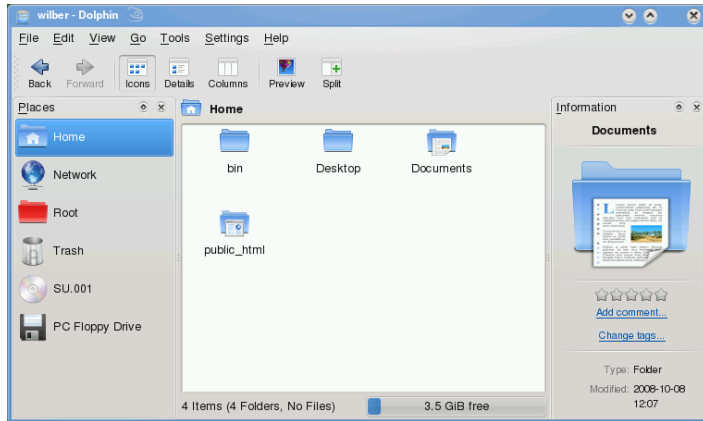 wilber - Dolphin
File Edit View Go Tools Settings Help
Back Forward Icons Details Columns Preview Split
Places
Home
Network
Root
Trash
SU.001
PC Floppy Drive
Home
bin Desktop Documents
public_html
4 Items (4 Folders, No Files) 3.5 GiB free
Information
Documents
Add comment...
Change tags...
Type: Folder
Modified: 2008-10-08
12:07